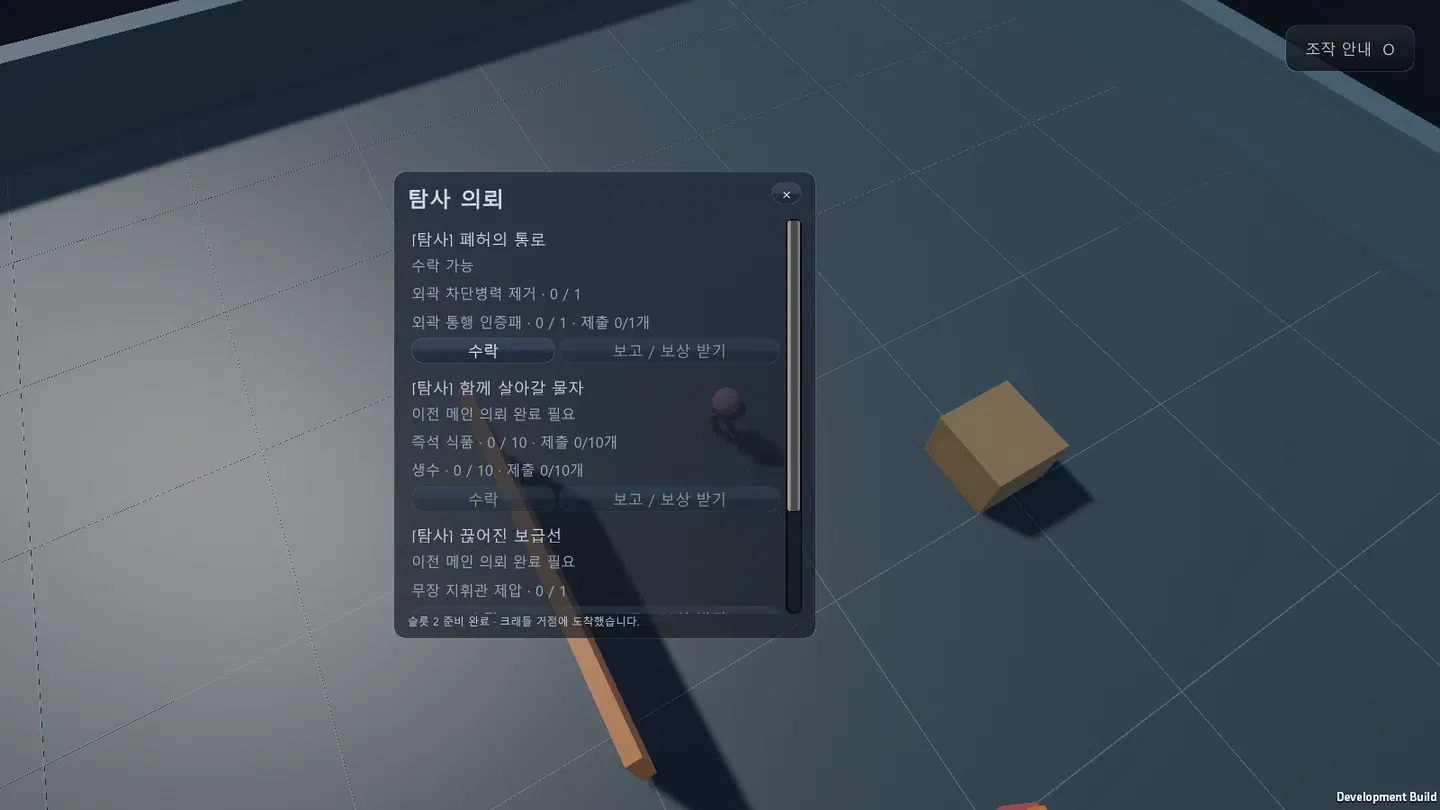 조작 안내 O
탐사 의뢰
×
[탐사] 폐허의 통로
수락 가능
외곽 차단병력 제거 · 0 / 1
외곽 통행 인증패 · 0 / 1 · 제출 0/1개
수락 보고 / 보상 받기
[탐사] 함께 살아갈 물자
이전 메인 의뢰 완료 필요
즉석 식품 · 0 / 10 · 제출 0/10개
생수 · 0 / 10 · 제출 0/10개
수락 보고 / 보상 받기
[탐사] 끊어진 보급선
이전 메인 의뢰 완료 필요
무장 지휘관 제압 · 0 / 1
슬롯 2 준비 완료 · 크래들 거점에 도착했습니다.
Development Build